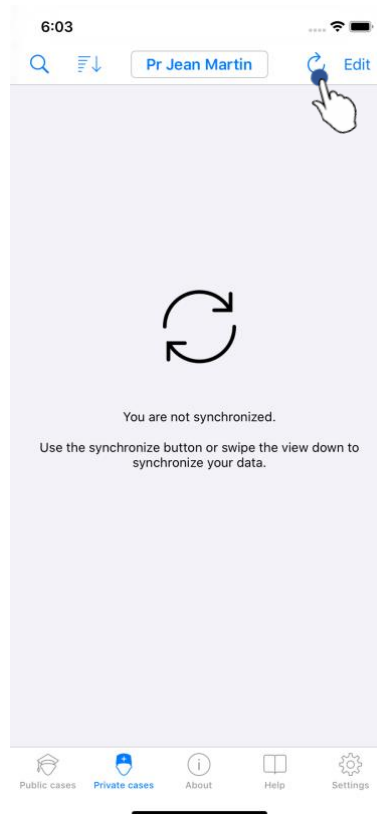 6:03
Pr Jean Martin
Edit
You are not synchronized.
Use the synchronize button or swipe the view down to
synchronize your data.
Public cases
Private cases
About
Help
Settings